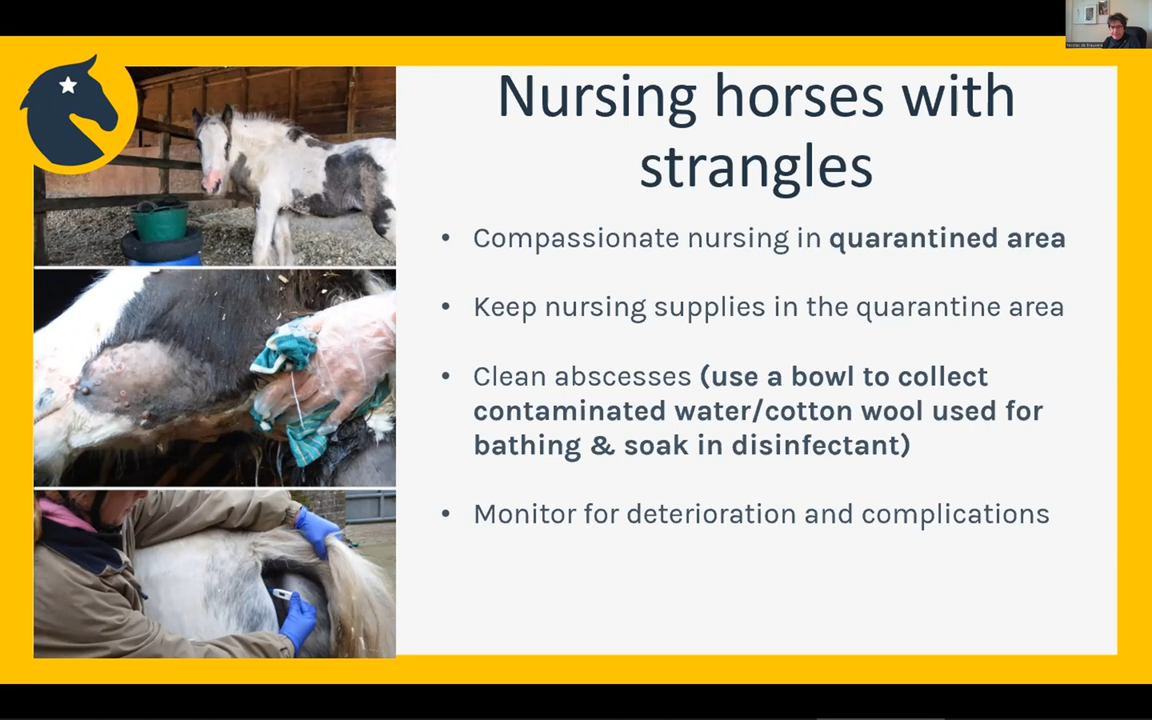 Nursing horses with
strangles
• Compassionate nursing in quarantined area
• Keep nursing supplies in the quarantine area
• Clean abscesses (use a bowl to collect
contaminated water/cotton wool used for
bathing & soak in disinfectant)
• Monitor for deterioration and complications